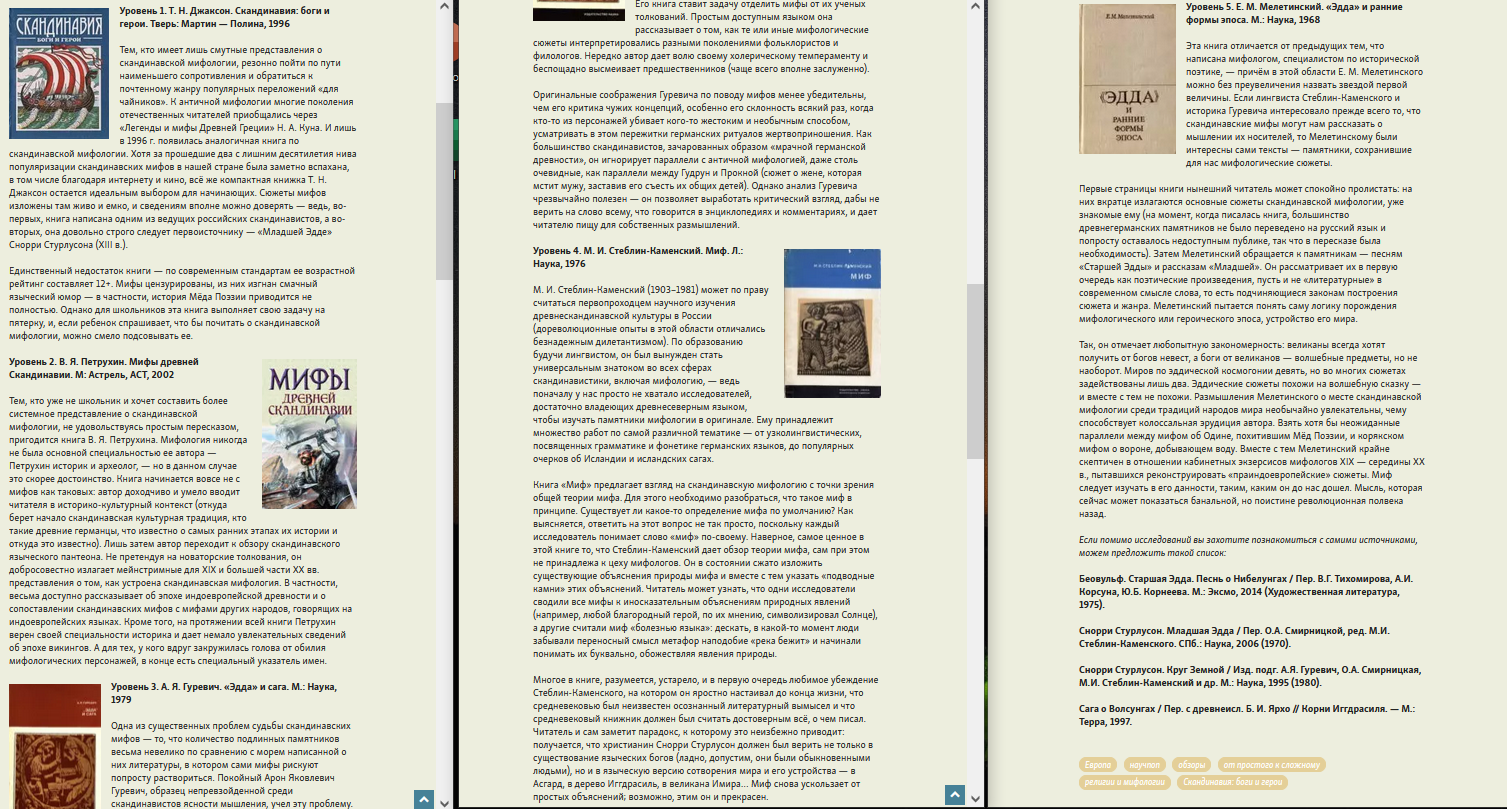 Уровень 1. Т. Н. Джаксон. Скандинавия: боги и
герои. Тверь: Мартин — Полина, 1996
СКАНДИНАВИЯ
БОГИ И ГЕРОИ
Тем, кто имеет лишь смутные представления о
скандинавской мифологии, резонно пойти по пути
наименьшего сопротивления и обратиться к
почтенному жанру популярных переложений «для
чайников». К античной мифологии многие поколения
отечественных читателей приобщались через
«Легенды и мифы Древней Греции» Н. А. Куна. И лишь
в 1996 г. появилась аналогичная книга по
скандинавской мифологии. Хотя за прошедшие два с лишним десятилетия нива
популяризации скандинавских мифов в нашей стране была заметно вспахана,
в том числе благодаря интернету и кино, всё же компактная книжка Т. Н.
Джаксон остается идеальным выбором для начинающих. Сюжеты мифов
изложены там живо и емко, и сведениям вполне можно доверять — ведь, во-
первых, книга написана одним из ведущих российских скандинавистов, а во-
вторых, она довольно строго следует первоисточнику — «Младшей Эдде»
Снорри Стурлусона (XIII в.).
Единственный недостаток книги — по современным стандартам ее возрастной
рейтинг составляет 12+. Мифы цензурированы, из них изгнан смачный
языческий юмор — в частности, история Мёда Поэзии приводится не
полностью. Однако для школьников эта книга выполняет свою задачу на
пятерку, и, если ребенок спрашивает, что бы почитать о скандинавской
мифологии, можно смело подсовывать ее.
Уровень 2. В. Я. Петрухин. Мифы древней
Скандинавии. М: Астрель, АСТ, 2002
МИФЫ
ДРЕВНЕЙ
СКАНДИНАВИИ
Тем, кто уже не школьник и хочет составить более
системное представление о скандинавской
мифологии, не удовольствуясь простым пересказом,
пригодится книга В. Я. Петрухина. Мифология никогда
не была основной специальностью ее автора —
Петрухин историк и археолог, — но в данном случае
это скорее достоинство. Книга начинается вовсе не с
мифов как таковых: автор доходчиво и умело вводит
читателя в историко-культурный контекст (откуда
берет начало скандинавская культурная традиция, кто
такие древние германцы, что известно о самых ранних этапах их истории и
откуда это известно). Лишь затем автор переходит к обзору скандинавского
языческого пантеона. Не претендуя на новаторские толкования, он
добросовестно излагает мейнстримные для XIX и большей части XX вв.
представления о том, как устроена скандинавская мифология. В частности,
весьма доступно рассказывает об эпохе индоевропейской древности и о
сопоставлении скандинавских мифов с мифами других народов, говорящих на
индоевропейских языках. Кроме того, на протяжении всей книги Петрухин
верен своей специальности историка и дает немало увлекательных сведений
об эпохе викингов. А для тех, у кого вдруг закружилась голова от обилия
мифологических персонажей, в конце есть специальный указатель имен.
Уровень 3. А. Я. Гуревич. «Эдда» и сага. М.: Наука,
1979
Одна из существенных проблем судьбы скандинавских
мифов — то, что количество подлинных памятников
весьма невелико по сравнению с морем написанной о
них литературы, в котором сами мифы рискуют
попросту раствориться. Покойный Арон Яковлевич
Гуревич, образец непревзойденной среди
скандинавистов ясности мышления, учел эту проблему.
Его книга ставит задачу отделить мифы от их ученых
толкований. Простым доступным языком она
рассказывает о том, как те или иные мифологические
сюжеты интерпретировались разными поколениями фольклористов и
филологов. Нередко автор дает волю своему холерическому темпераменту и
беспощадно высмеивает предшественников (чаще всего вполне заслуженно).
Оригинальные соображения Гуревича по поводу мифов менее убедительны,
чем его критика чужих концепций, особенно его склонность всякий раз, когда
кто-то из персонажей убивает кого-то жестоким и необычным способом,
усматривать в этом пережитки германских ритуалов жертвоприношения. Как
большинство скандинавистов, зачарованных образом «мрачной германской
древности», он игнорирует параллели с античной мифологией, даже столь
очевидные, как параллели между Гудрун и Прокной (сюжет о жене, которая
мстит мужу, заставив его съесть их общих детей). Однако анализ Гуревича
чрезвычайно полезен — он позволяет выработать критический взгляд, дабы не
верить на слово всему, что говорится в энциклопедиях и комментариях, и дает
читателю пищу для собственных размышлений.
Уровень 4. М. И. Стеблин-Каменский. Миф. Л.:
Наука, 1976
МИФ
М. И. Стеблин-Каменский (1903–1981) может по праву
считаться первопроходцем научного изучения
древнескандинавской культуры в России
(дореволюционные опыты в этой области отличались
безнадежным дилетантизмом). По образованию
будучи лингвистом, он был вынужден стать
универсальным знатоком во всех сферах
скандинавистики, включая мифологию, — ведь
поначалу у нас просто не хватало исследователей,
достаточно владеющих древнесеверным языком,
чтобы изучать памятники мифологии в оригинале. Ему принадлежит
множество работ по самой различной тематике — от узколингвистических,
посвященных грамматике и фонетике германских языков, до популярных
очерков об Исландии и исландских сагах.
Книга «Миф» предлагает взгляд на скандинавскую мифологию с точки зрения
общей теории мифа. Для этого необходимо разобраться, что такое миф в
принципе. Существует ли какое-то определение мифа по умолчанию? Как
выясняется, ответить на этот вопрос не так просто, поскольку каждый
исследователь понимает слово «миф» по-своему. Наверное, самое ценное в
этой книге то, что Стеблин-Каменский дает обзор теории мифа, сам при этом
не принадлежа к цеху мифологов. Он в состоянии сжато изложить
существующие объяснения природы мифа и вместе с тем указать «подводные
камни» этих объяснений. Читатель может узнать, что одни исследователи
сводили все мифы к иносказательным объяснениям природных явлений
(например, любой благородный герой, по их мнению, символизировал Солнце),
а другие считали миф «болезнью языка»: дескать, в какой-то момент люди
забывали переносный смысл метафор наподобие «река бежит» и начинали
понимать их буквально, обожествляя явления природы.
Многое в книге, разумеется, устарело, и в первую очередь любимое убеждение
Стеблин-Каменского, на котором он яростно настаивал до конца жизни, что
средневековью был неизвестен осознанный литературный вымысел и что
средневековый книжник должен был считать достоверным всё, о чем писал.
Читатель и сам заметит парадокс, к которому это неизбежно приводит:
получается, что христианин Снорри Стурлусон должен был верить не только в
существование языческих богов (ладно, допустим, они были обыкновенными
людьми), но и в языческую версию сотворения мира и его устройства — в
Асгард, в дерево Иггдрасиль, в великана Имира... Миф снова ускользает от
простых объяснений; возможно, этим он и прекрасен.
Уровень 5. Е. М. Мелетинский. «Эдда» и ранние
формы эпоса. М.: Наука, 1968
Е.М. Мелетинский
«ЭДДА»
И
РАННИЕ
ФОРМЫ
ЭПОСА
Эта книга отличается от предыдущих тем, что
написана мифологом, специалистом по исторической
поэтике, — причём в этой области Е. М. Мелетинского
можно без преувеличения назвать звездой первой
величины. Если лингвиста Стеблин-Каменского и
историка Гуревича интересовало прежде всего то, что
скандинавские мифы могут нам рассказать о
мышлении их носителей, то Мелетинскому были
интересны сами тексты — памятники, сохранившие
для нас мифологические сюжеты.
Первые страницы книги нынешний читатель может спокойно пролистать: на
них вкратце излагаются основные сюжеты скандинавской мифологии, уже
знакомые ему (на момент, когда писалась книга, большинство
древнегерманских памятников не было переведено на русский язык и
попросту оставалось недоступным публике, так что в пересказе была
необходимость). Затем Мелетинский обращается к памятникам — песням
«Старшей Эдды» и рассказам «Младшей». Он рассматривает их в первую
очередь как поэтические произведения, пусть и не «литературные» в
современном смысле слова, то есть подчиняющиеся законам построения
сюжета и жанра. Мелетинский пытается понять саму логику порождения
мифологического или героического эпоса, устройство его мира.
Так, он отмечает любопытную закономерность: великаны всегда хотят
получить от богов невест, а боги от великанов — волшебные предметы, но не
наоборот. Миров по эддической космогонии девять, но во многих сюжетах
задействованы лишь два. Эддические сюжеты похожи на волшебную сказку —
и вместе с тем не похожи. Размышления Мелетинского о месте скандинавской
мифологии среди традиций народов мира необычайно увлекательны, чему
способствует колоссальная эрудиция автора. Взять хотя бы неожиданные
параллели между мифом об Одине, похитившим Мёд Поэзии, и корякском
мифом о вороне, добывающем воду. Вместе с тем Мелетинский крайне
скептичен в отношении кабинетных экзерсисов мифологов XIX — середины XX
в., пытавшихся реконструировать «праиндоевропейские» сюжеты. Миф
следует изучать в его данности, таким, каким он до нас дошел. Мысль, которая
сейчас может показаться банальной, но поистине революционная полвека
назад.
Если помимо исследований вы захотите познакомиться с самими источниками,
можем предложить такой список:
Беовульф. Старшая Эдда. Песнь о Нибелунгах / Пер. В.Г. Тихомирова, А.И.
Корсуна, Ю.Б. Корнеева. М.: Эксмо, 2014 (Художественная литература,
1975).
Снорри Стурлусон. Младшая Эдда / Пер. О.А. Смирницкой, ред. М.И.
Стеблин-Каменского. СПб.: Наука, 2006 (1970).
Снорри Стурлусон. Круг Земной / Изд. подг. А.Я. Гуревич, О.А. Смирницкая,
М.И. Стеблин-Каменский и др. М.: Наука, 1995 (1980).
Сага о Волсунгах / Пер. с древнеисл. Б. И. Ярхо // Корни Иггдрасиля. — М.:
Терра, 1997.
Европа научпоп обзоры от простого к сложному
религии и мифологии Скандинавия: боги и герои